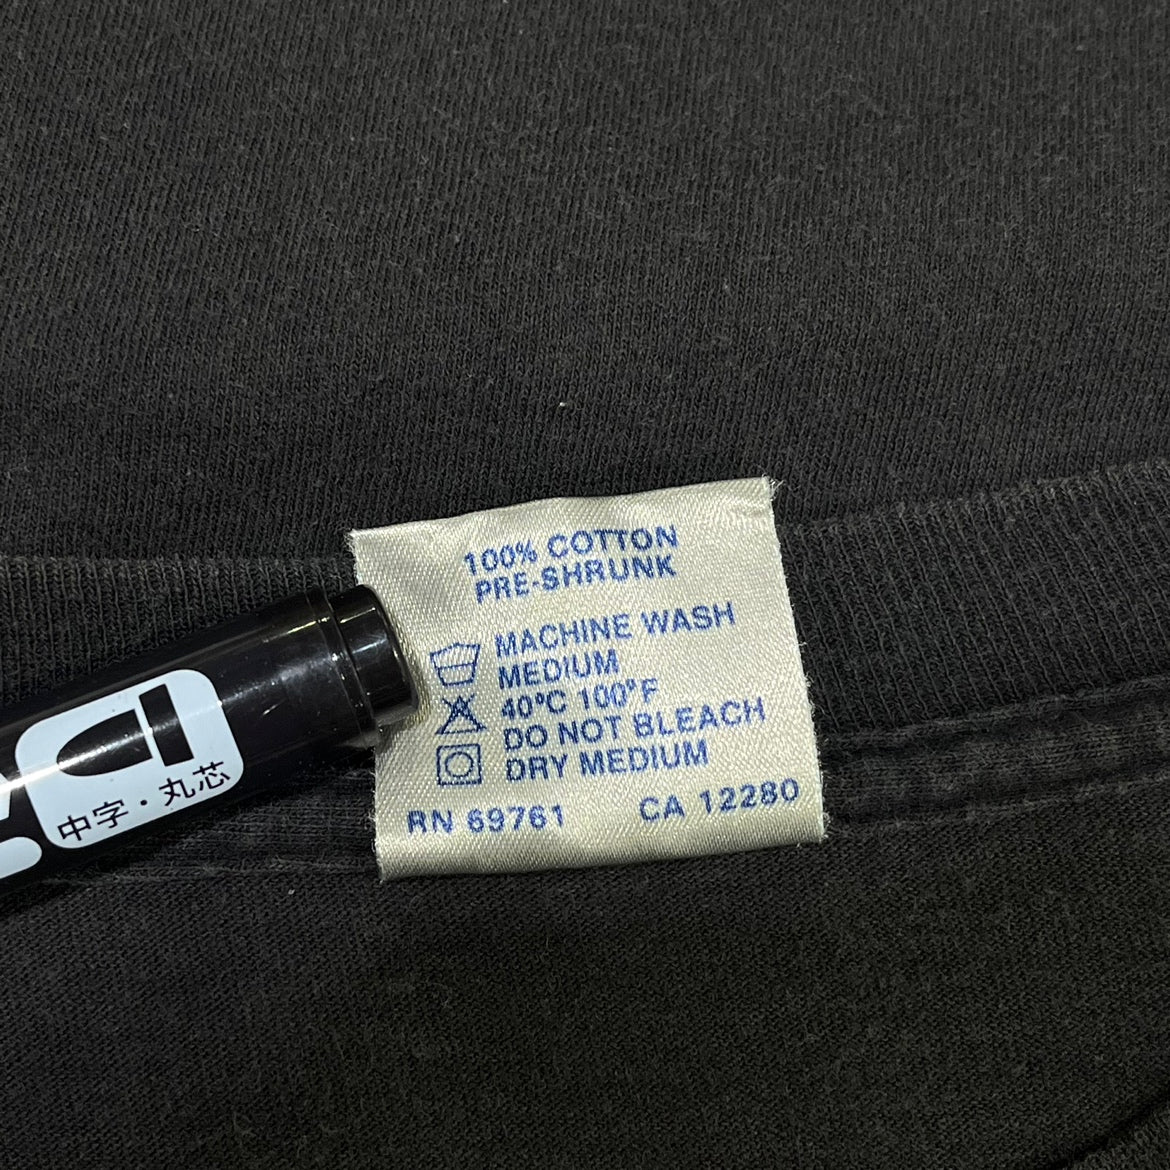 100% COTTON
PRE-SHRUNK
MACHINE WASH
MEDIUM
40°C 100°F
DO NOT BLEACH
DRY MEDIUM
RN 69761 CA 12280
中字・丸芯